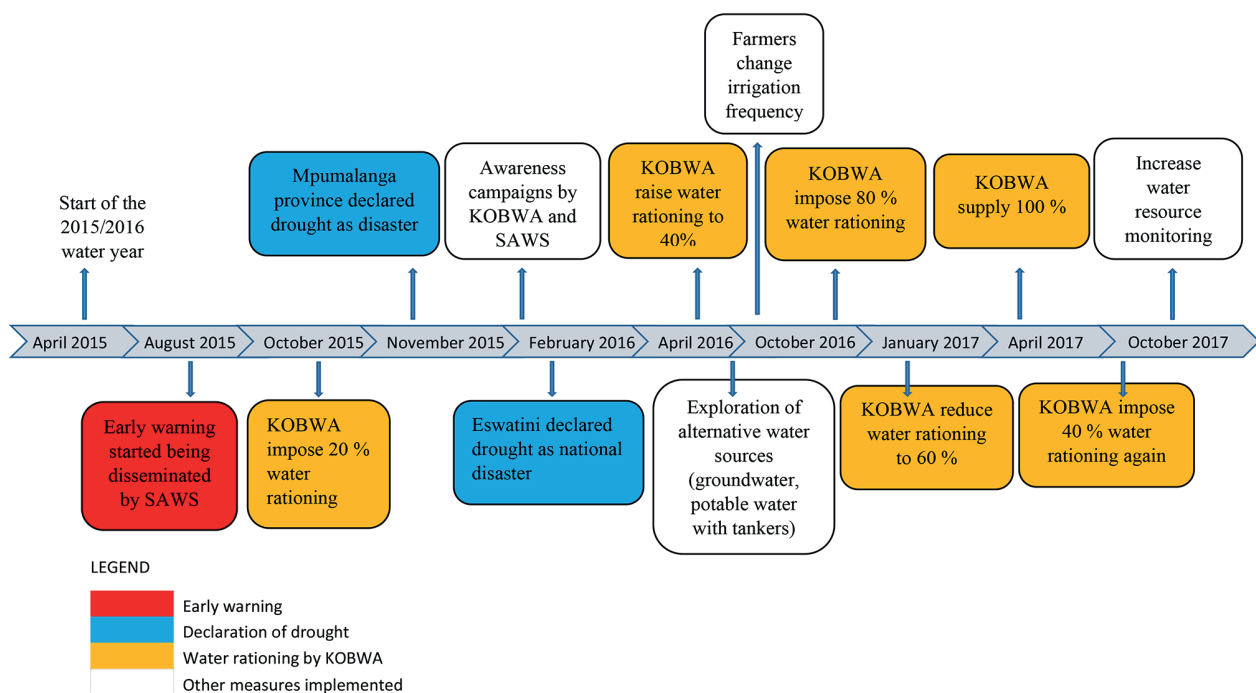 Farmers
change
irrigation
frequency
Start of the
2015/2016
water year
Mpumalanga
province declared
drought as disaster
Awareness
campaigns by
KOBWA and
SAWS
KOBWA
raise water
rationing to
40%
KOBWA
impose 80 %
water rationing
KOBWA
supply 100 %
Increase
water
resource
monitoring
April 2015
August 2015
October 2015
November 2015
February 2016
April 2016
October 2016
January 2017
April 2017
October 2017
Early warning
started being
disseminated
by SAWS
KOBWA
impose 20 %
water
rationing
Eswatini declared
drought as national
disaster
Exploration of
alternative water
sources
(groundwater,
potable water
with tankers)
KOBWA reduce
water rationing
to 60 %
KOBWA impose
40 % water
rationing again
LEGEND
Early warning
Declaration of drought
Water rationing by KOBWA
Other measures implemented